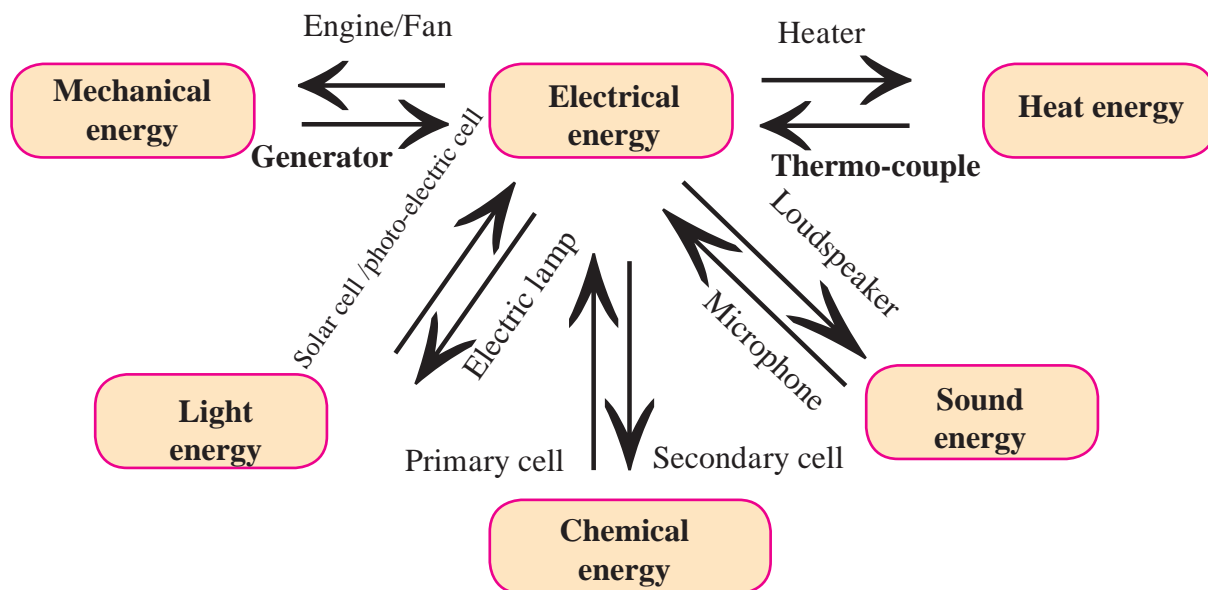 Engine/Fan
Heater
Mechanical
energy
Electrical
energy
Heat energy
Generator
Thermo-couple
Solar cell /photo-electric cell
Electric lamp
Loudspeaker
Microphone
Light
energy
Sound
energy
Primary cell
Secondary cell
Chemical
energy